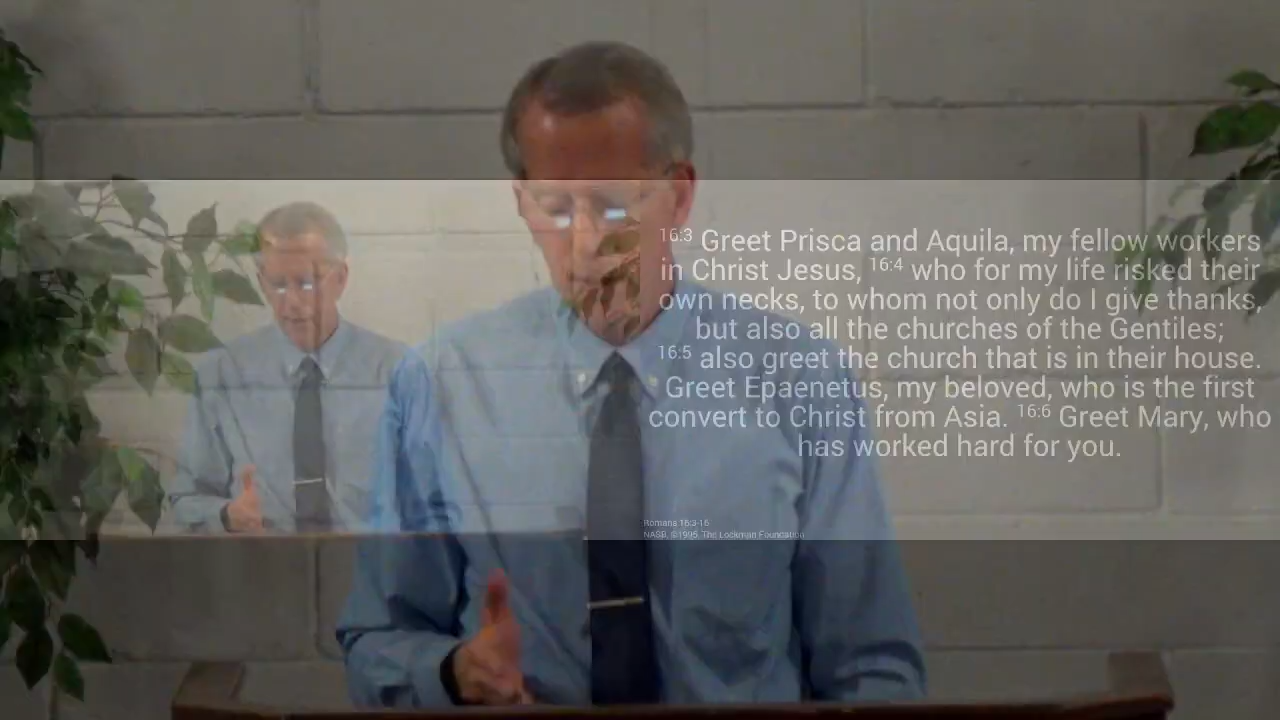 16:3 Greet Prisca and Aquila, my fellow workers
in Christ Jesus, 16:4 who for my life risked their
own necks, to whom not only do I give thanks,
but also all the churches of the Gentiles;
16:5 also greet the church that is in their house.
Greet Epaenetus, my beloved, who is the first
convert to Christ from Asia. 16:6 Greet Mary, who
has worked hard for you.
Romans 16:3-16
NASB, ©1995, The Lockman Foundation